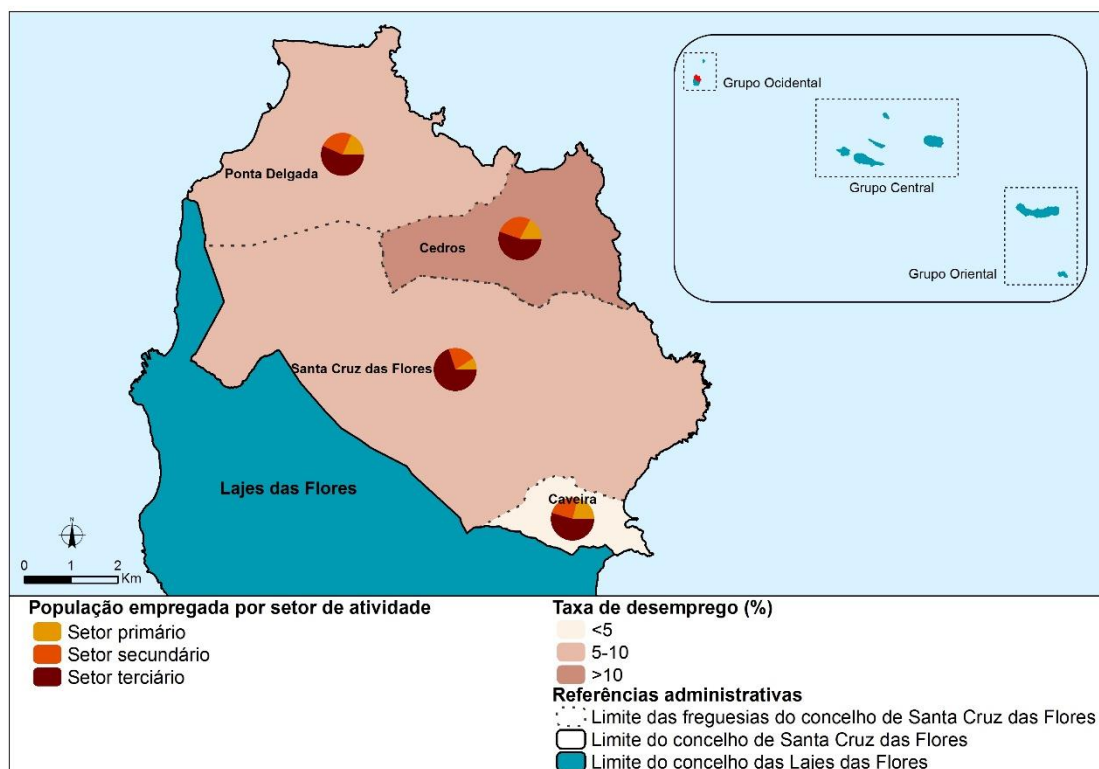 Grupo Ocidental
Grupo Central
Grupo Oriental
Ponta Delgada
Cedros
Santa Cruz das Flores
Lajes das Flores
Caveira
N
0 1 2
Km
População empregada por setor de atividade
Setor primário
Setor secundário
Setor terciário
Taxa de desemprego (%)
<5
5-10
>10
Referências administrativas
Limite das freguesias do concelho de Santa Cruz das Flores
Limite do concelho de Santa Cruz das Flores
Limite do concelho das Lajes das Flores